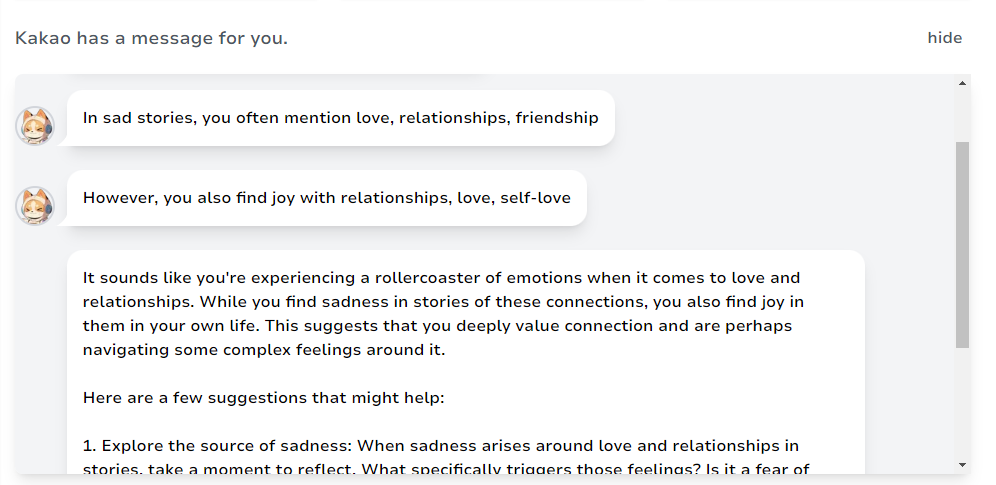 Kakao has a message for you.
hide
In sad stories, you often mention love, relationships, friendship
However, you also find joy with relationships, love, self-love
It sounds like you're experiencing a rollercoaster of emotions when it comes to love and
relationships. While you find sadness in stories of these connections, you also find joy in
them in your own life. This suggests that you deeply value connection and are perhaps
navigating some complex feelings around it.
Here are a few suggestions that might help:
1. Explore the source of sadness: When sadness arises around love and relationships in
stories, take a moment to reflect. What specifically triggers those feelings? Is it a fear of